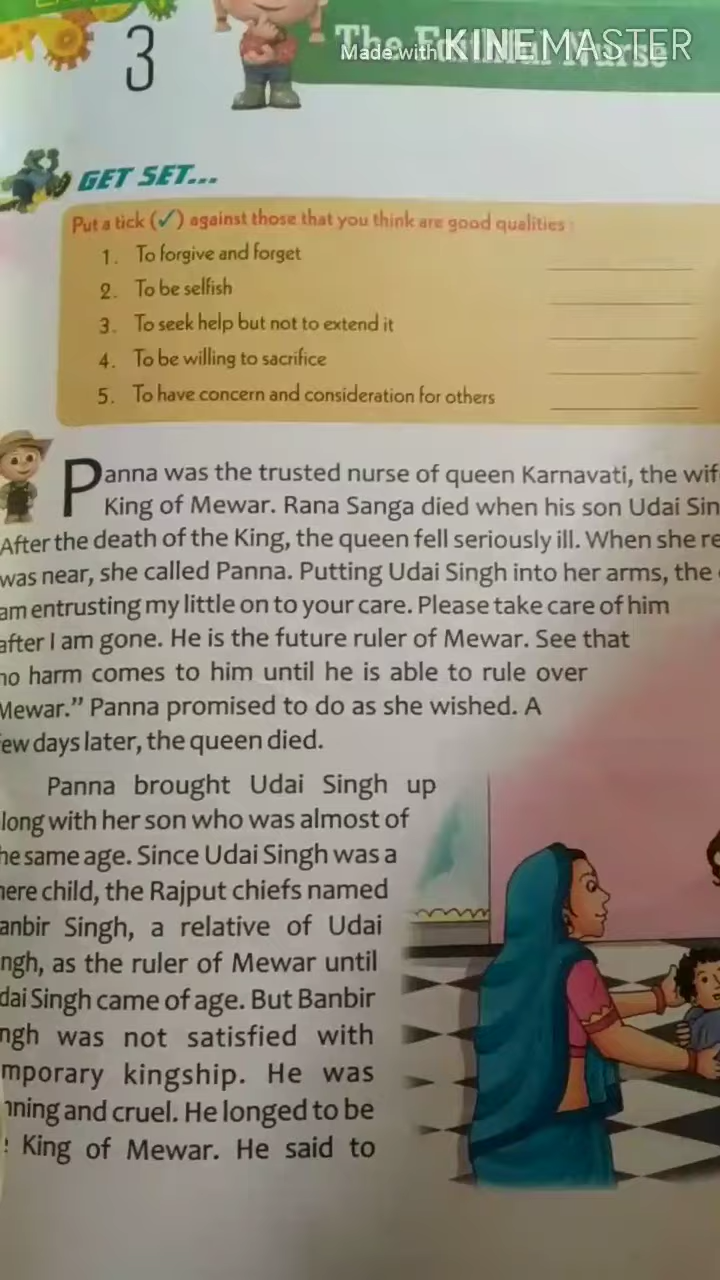 3
The Faithful Nurse
Made with KINEMASTER
GET SET...
Put a tick (✓) against those that you think are good qualities :
1. To forgive and forget
2. To be selfish
3. To seek help but not to extend it
4. To be willing to sacrifice
5. To have concern and consideration for others
Panna was the trusted nurse of queen Karnavati, the wif
King of Mewar. Rana Sanga died when his son Udai Sin
After the death of the King, the queen fell seriously ill. When she re
was near, she called Panna. Putting Udai Singh into her arms, the
am entrusting my little on to your care. Please take care of him
after I am gone. He is the future ruler of Mewar. See that
no harm comes to him until he is able to rule over
Mewar.” Panna promised to do as she wished. A
ew days later, the queen died.
Panna brought Udai Singh up
long with her son who was almost of
he same age. Since Udai Singh was a
mere child, the Rajput chiefs named
anbir Singh, a relative of Udai
ngh, as the ruler of Mewar until
dai Singh came of age. But Banbir
ngh was not satisfied with
mporary kingship. He was
nning and cruel. He longed to be
King of Mewar. He said to